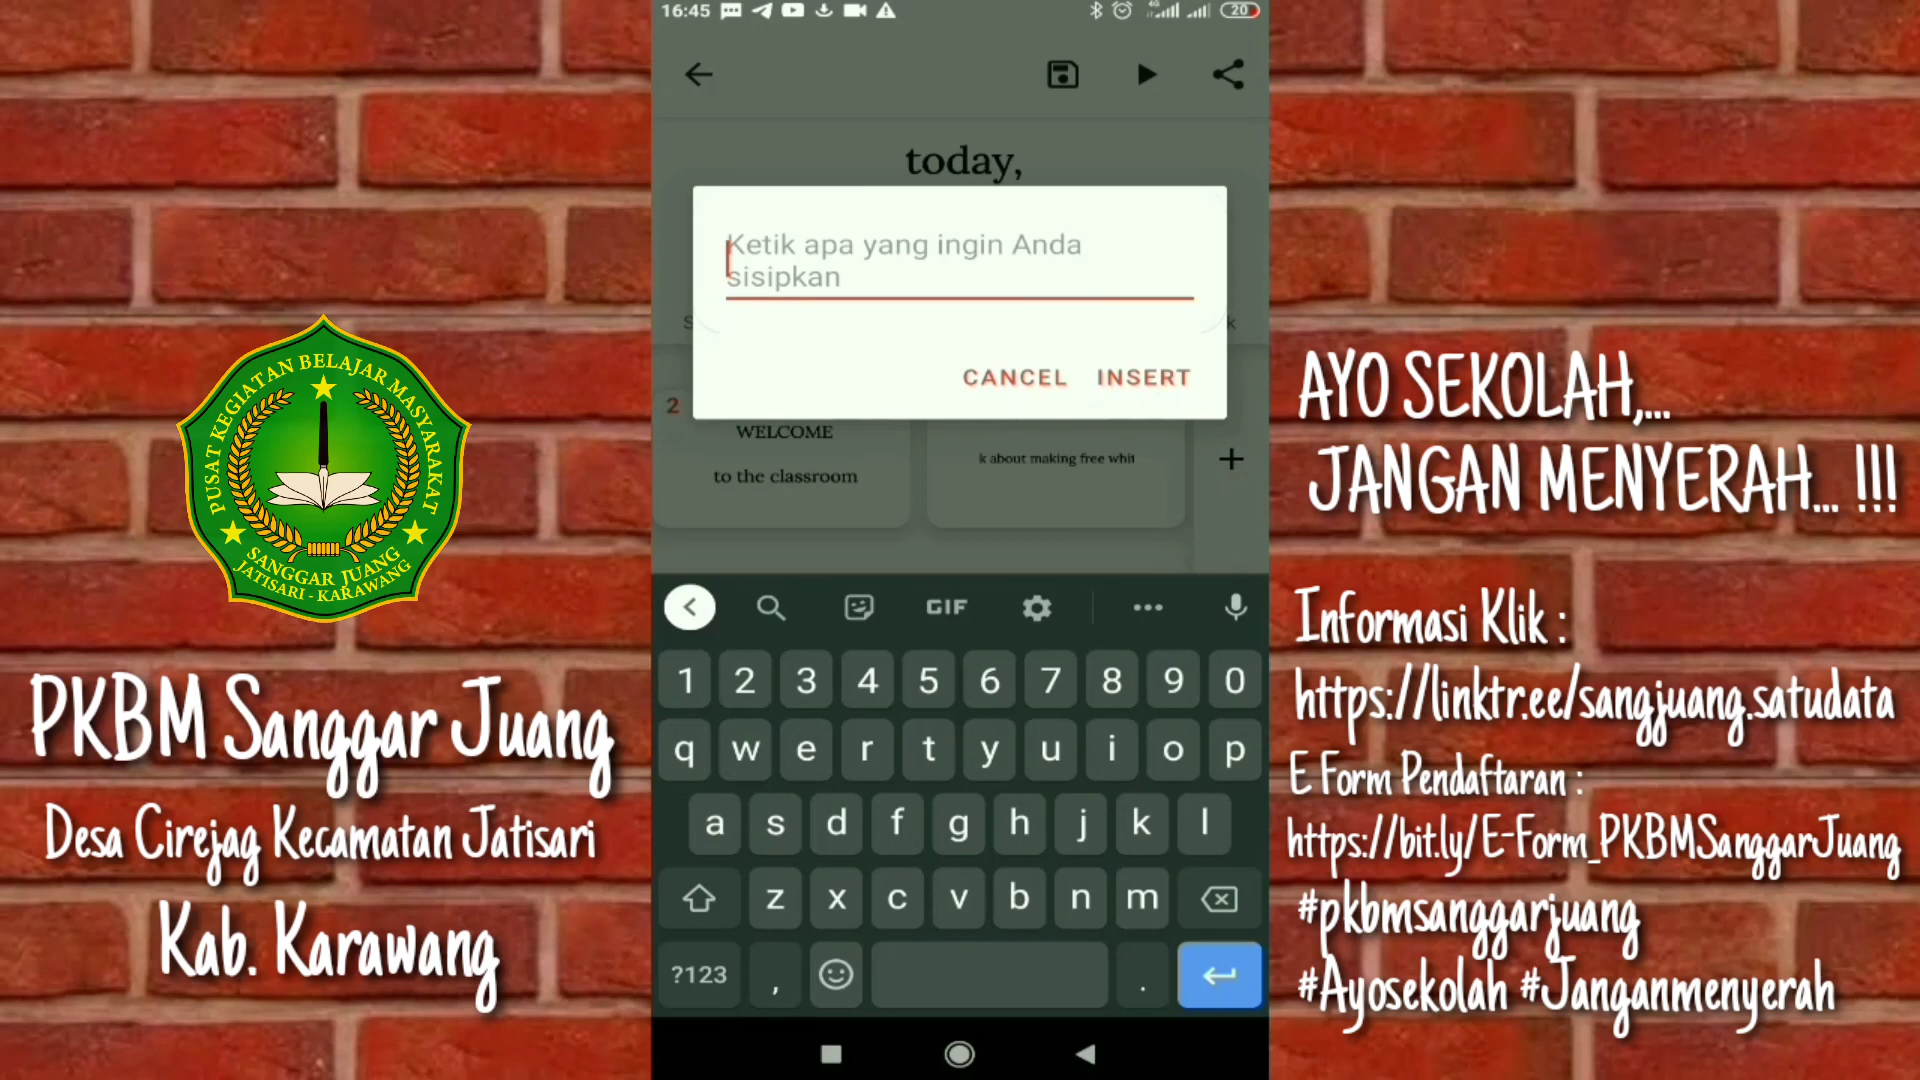 PUSAT KEGIATAN BELAJAR MASYARAKAT
SANGGAR JUANG
JATISARI - KARAWANG
PKBM Sanggar Juang
Desa Cirejag Kecamatan Jatisari
Kab. Karawang
16:45
4G
20
today,
Ketik apa yang ingin Anda
sisipkan
S
k
CANCEL INSERT
2
WELCOME
to the classroom
k about making free whit
+
GIF
1 2 3 4 5 6 7 8 9 0
q w e r t y u i o p
a s d f g h j k l
z x c v b n m
?123 , .
AYO SEKOLAH,...
JANGAN MENYERAH... !!!
Informasi Klik :
https://linktr.ee/sangjuang.satudata
E Form Pendaftaran :
https://bit.ly/E-Form_PKBMSanggarJuang
#pkbmsanggarjuang
#Ayosekolah #Janganmenyerah